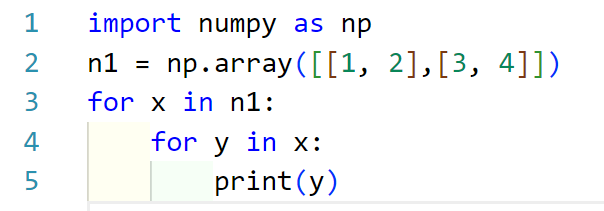 1 import numpy as np
2 n1 = np.array([[1, 2],[3, 4]])
3 for x in n1:
4     for y in x:
5         print(y)